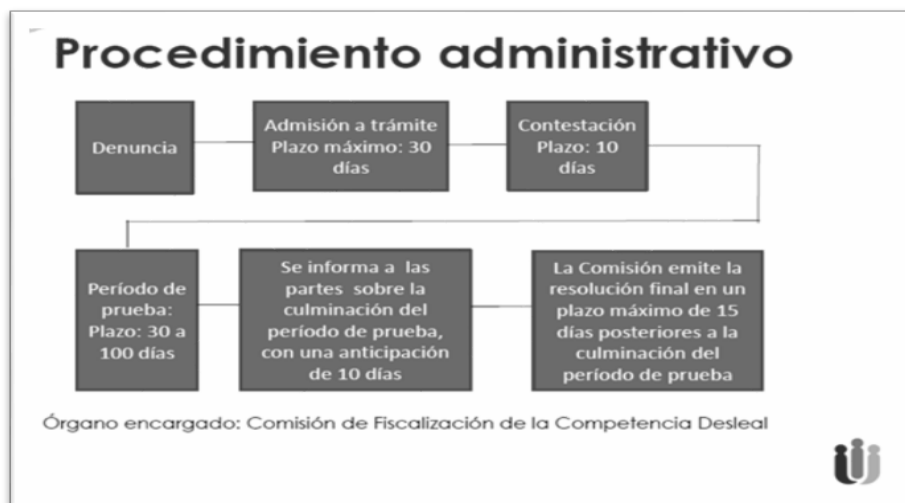 Procedimiento administrativo
Denuncia
Admisión a trámite
Plazo máximo: 30
días
Contestación
Plazo: 10
días
Período de
prueba:
Plazo: 30 a
100 días
Se informa a las
partes sobre la
culminación del
período de prueba,
con una anticipación
de 10 días
La Comisión emite la
resolución final en un
plazo máximo de 15
días posteriores a la
culminación del
período de prueba
Órgano encargado: Comisión de Fiscalización de la Competencia Desleal